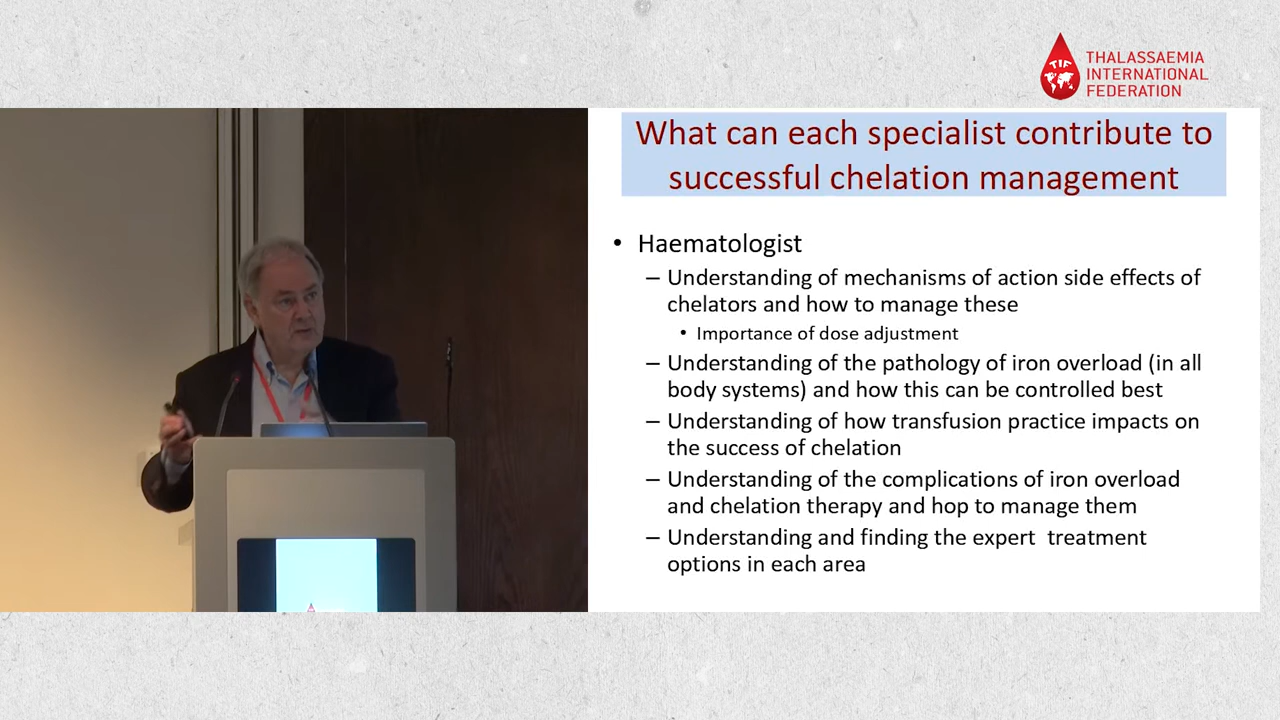 TIF
THALASSAEMIA
INTERNATIONAL
FEDERATION
What can each specialist contribute to
successful chelation management
• Haematologist
– Understanding of mechanisms of action side effects of
chelators and how to manage these
• Importance of dose adjustment
– Understanding of the pathology of iron overload (in all
body systems) and how this can be controlled best
– Understanding of how transfusion practice impacts on
the success of chelation
– Understanding of the complications of iron overload
and chelation therapy and hop to manage them
– Understanding and finding the expert  treatment
options in each area